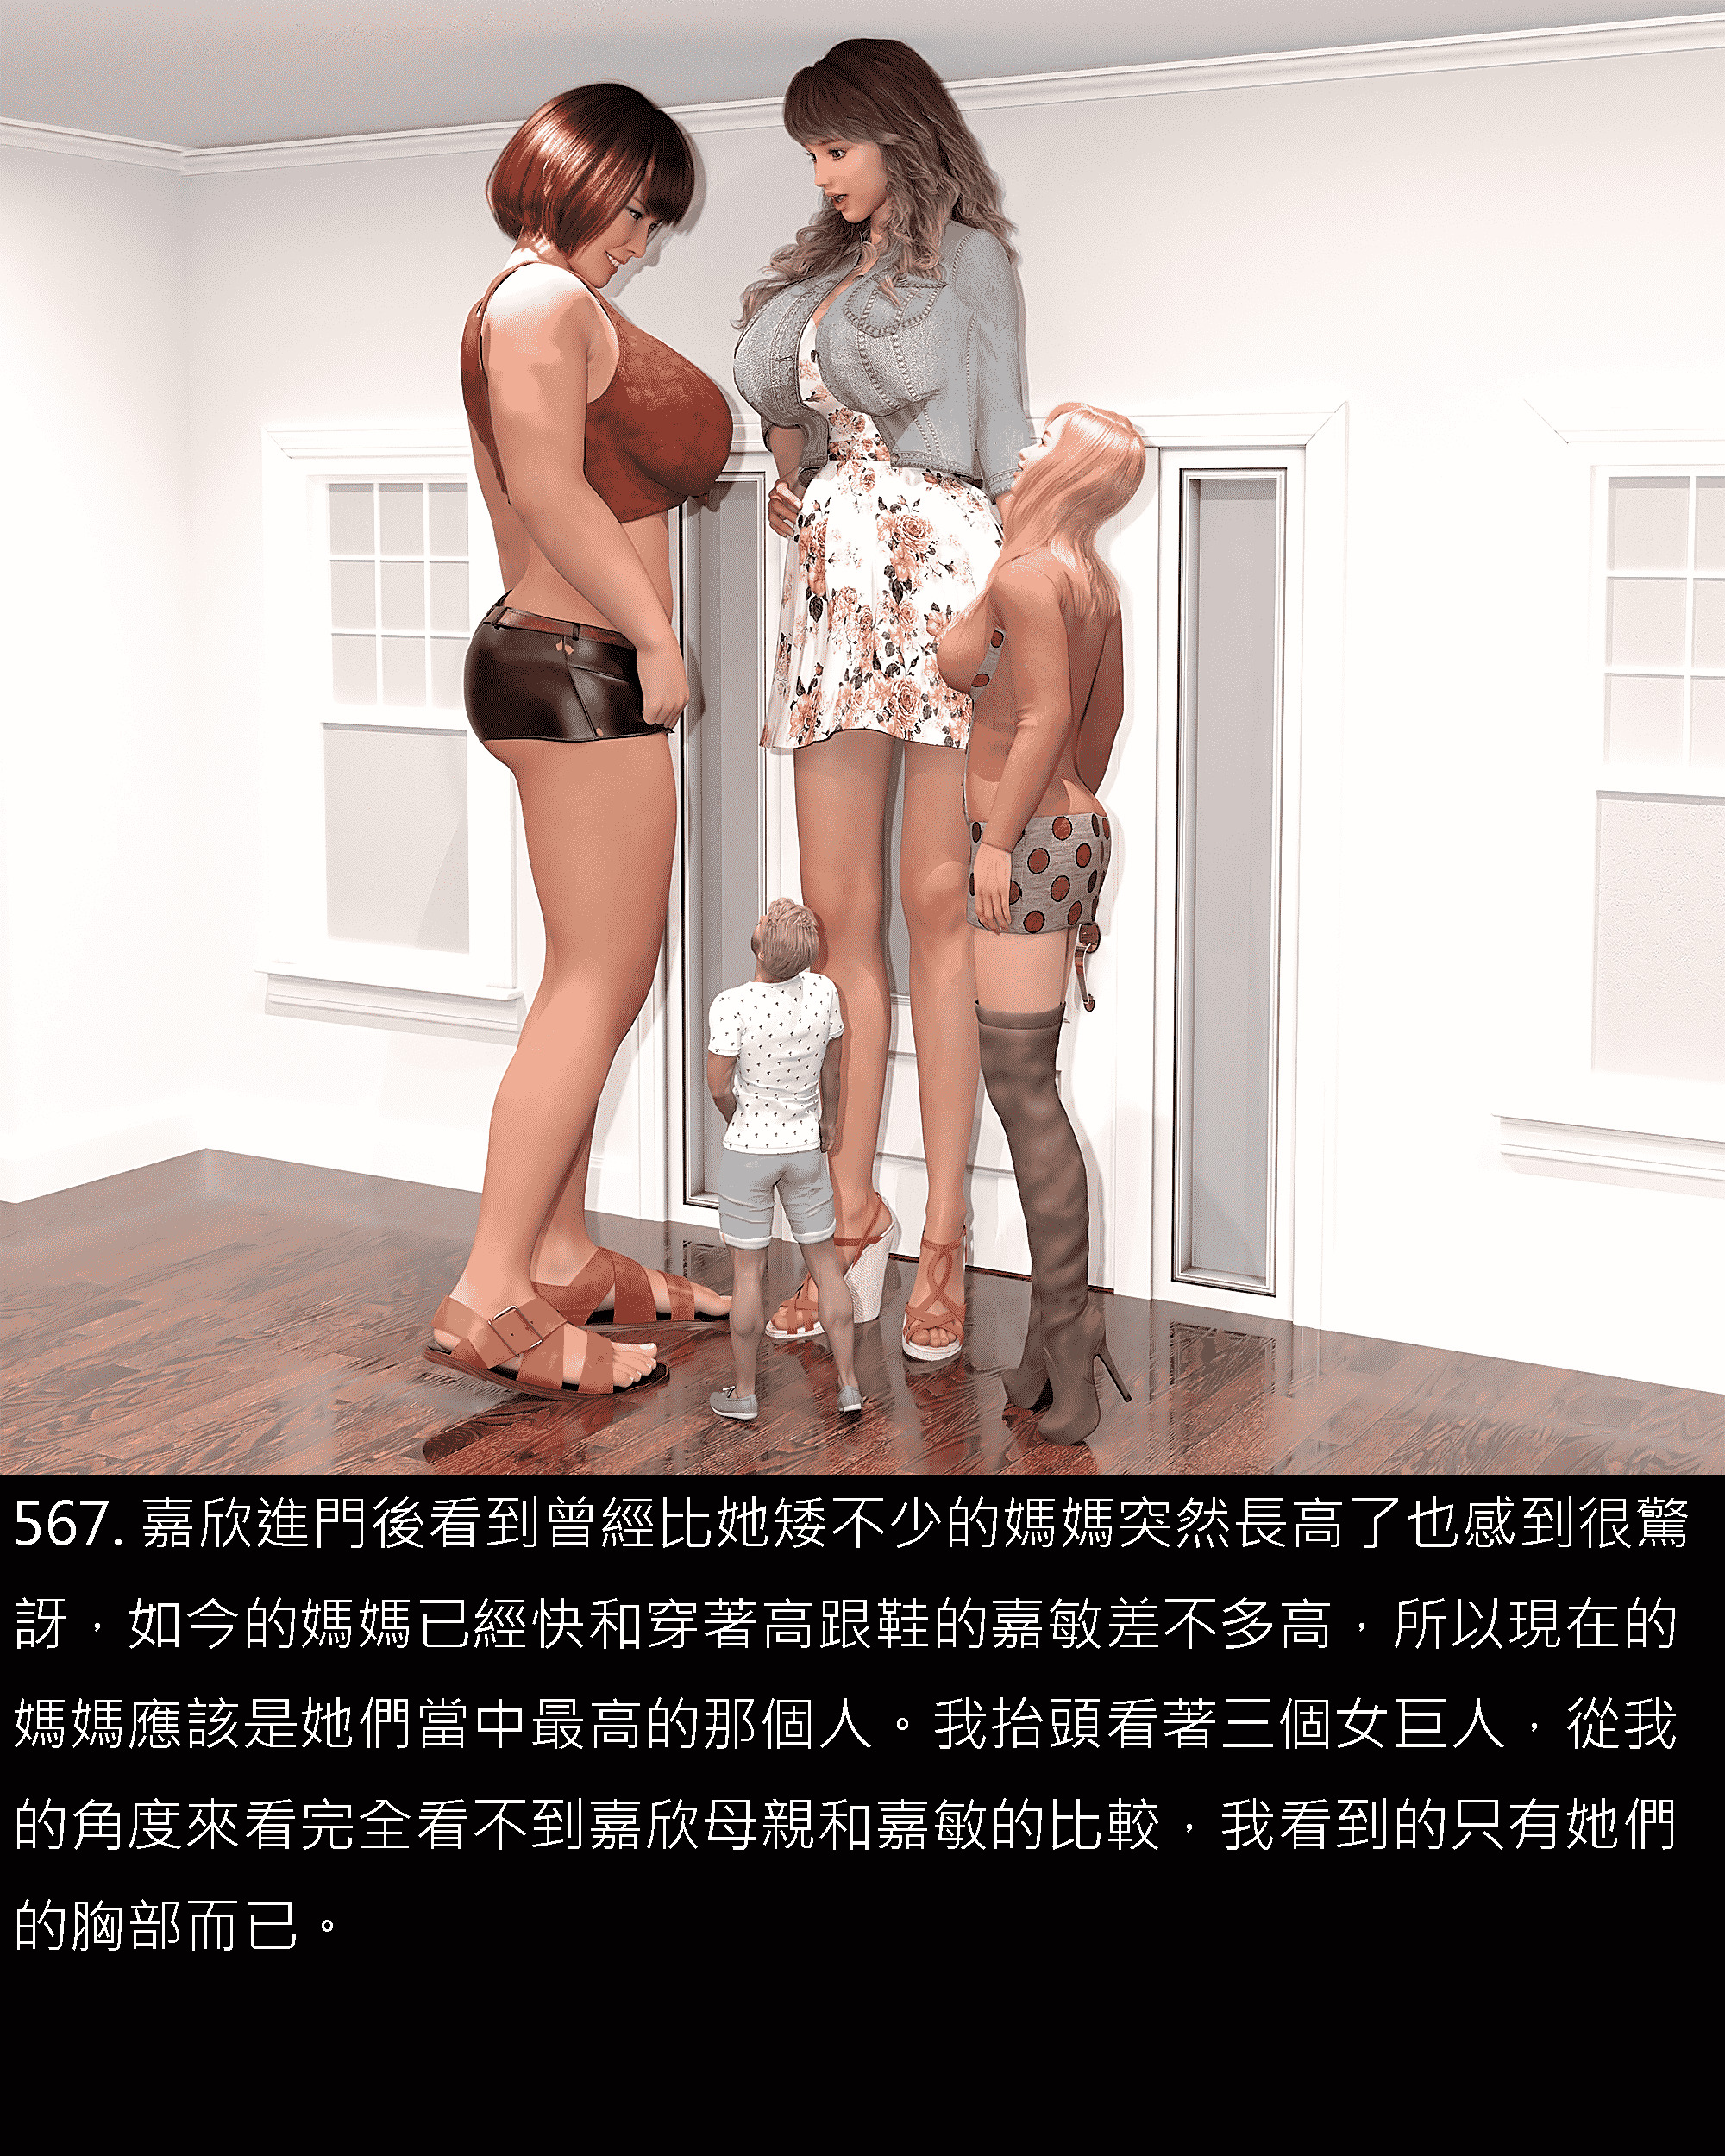 567. 嘉欣進門後看到曾經比她矮不少的媽媽突然長高了也感到很驚
訝，如今的媽媽已經快和穿著高跟鞋的嘉敏差不多高，所以現在的
媽媽應該是她們當中最高的那個人。我抬頭看著三個女巨人，從我
的角度來看完全看不到嘉欣母親和嘉敏的比較，我看到的只有她們
的胸部而已。